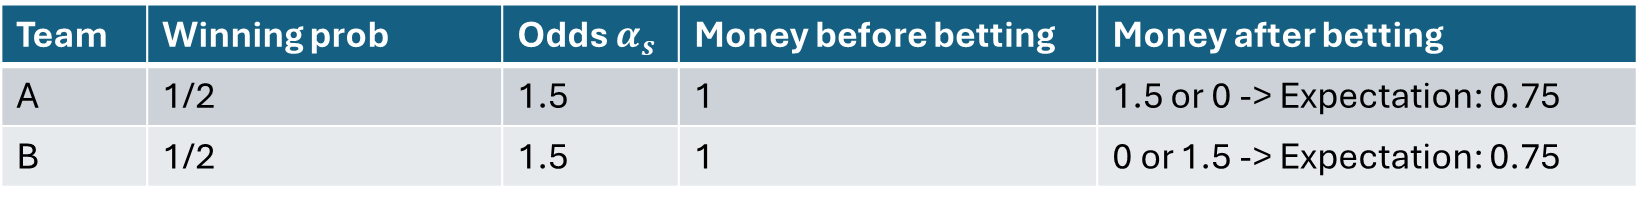 Team Winning prob Odds αₛ Money before betting Money after betting
A 1/2 1.5 1 1.5 or 0 -> Expectation: 0.75
B 1/2 1.5 1 0 or 1.5 -> Expectation: 0.75